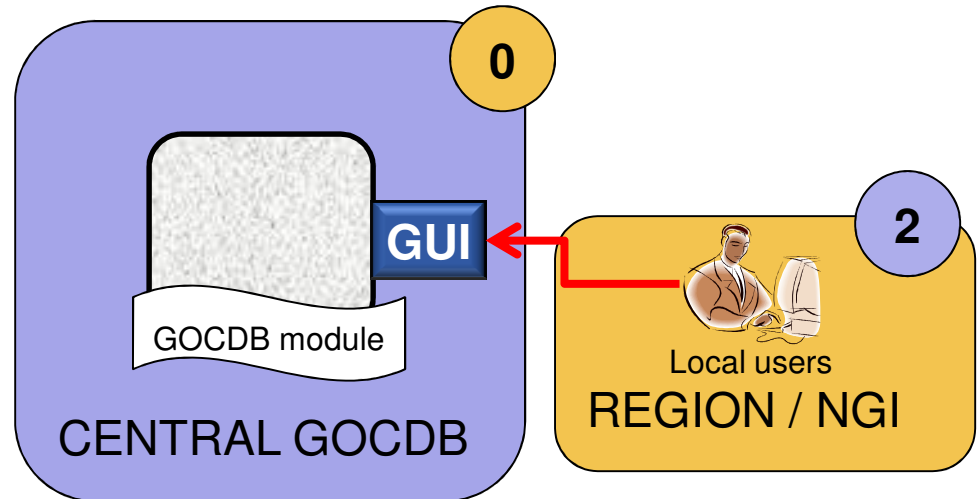 0
GUI
GOCDB module
CENTRAL GOCDB
2
Local users
REGION / NGI